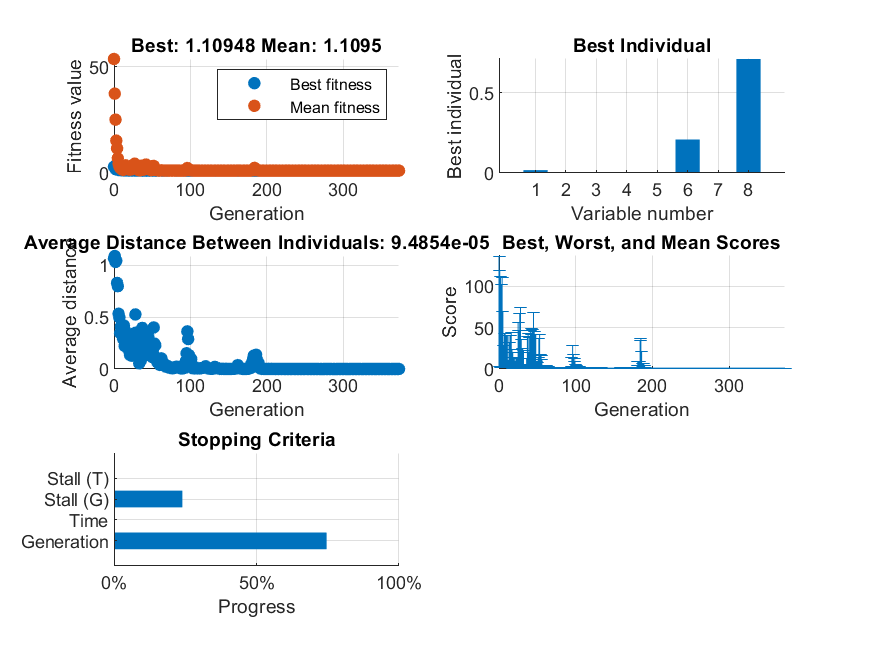 Best: 1.10948 Mean: 1.1095
Fitness value
50
0
Best fitness
Mean fitness
0 100 200 300
Generation
Best Individual
Best individual
0.5
0
1 2 3 4 5 6 7 8
Variable number
Average Distance Between Individuals: 9.4854e-05
Average distance
1
0.5
0
0 100 200 300
Generation
Best, Worst, and Mean Scores
Score
100
50
0
0 100 200 300
Generation
Stopping Criteria
Stall (T)
Stall (G)
Time
Generation
0% 50% 100%
Progress